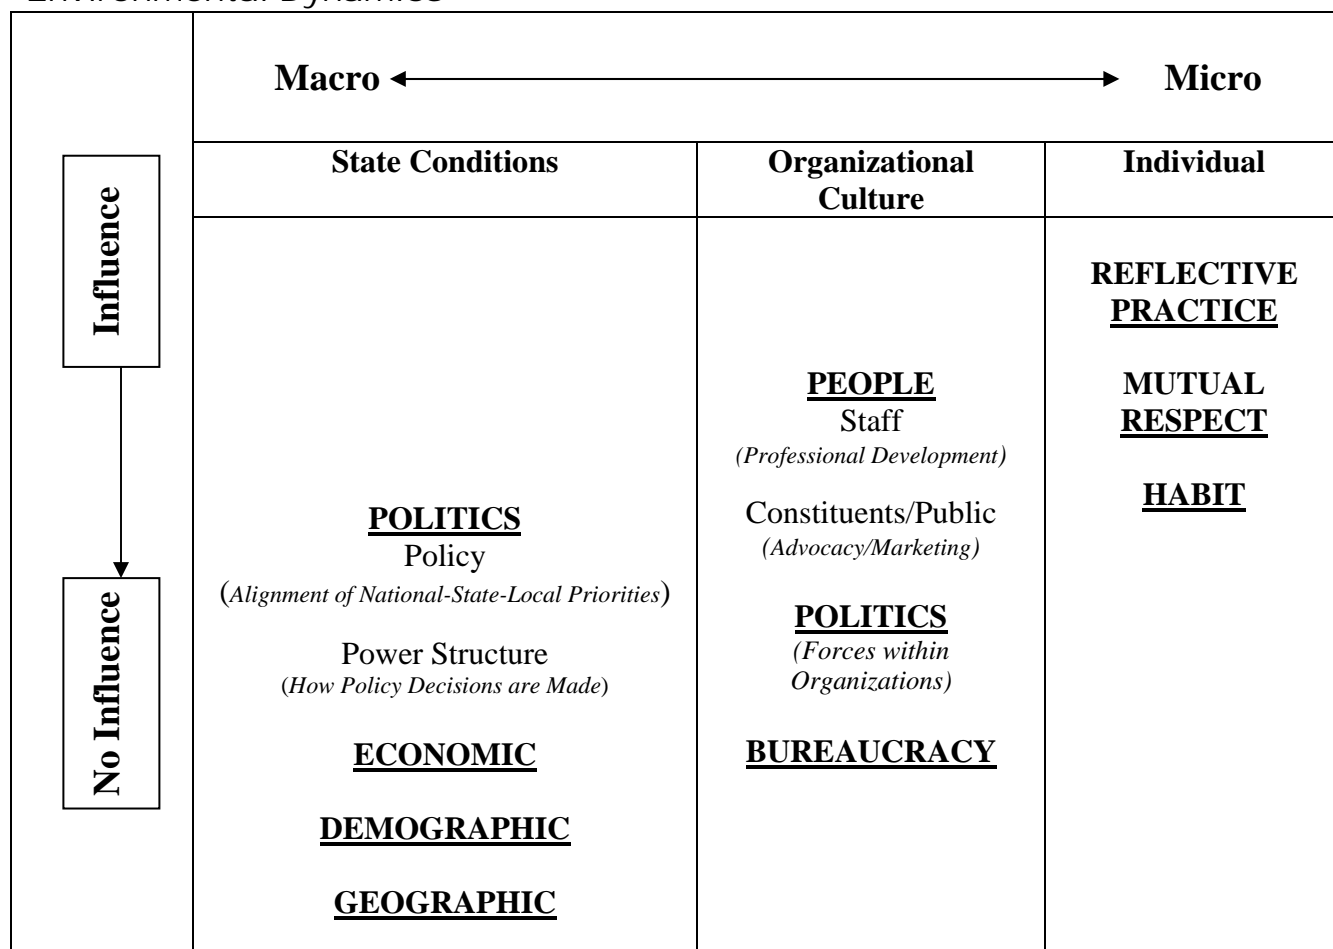 Environmental Dynamics
Macro
Micro
State Conditions
Organizational
Culture
Individual
Influence
No Influence
POLITICS
Policy
(Alignment of National-State-Local Priorities)
Power Structure
(How Policy Decisions are Made)
ECONOMIC
DEMOGRAPHIC
GEOGRAPHIC
PEOPLE
Staff
(Professional Development)
Constituents/Public
(Advocacy/Marketing)
POLITICS
(Forces within
Organizations)
BUREAUCRACY
REFLECTIVE
PRACTICE
MUTUAL
RESPECT
HABIT